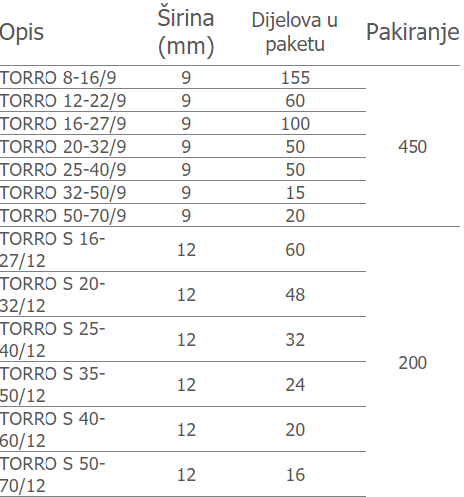 Opis Širina (mm) Dijelova u paketu Pakiranje
TORRO 8-16/9 9 155 450
TORRO 12-22/9 9 60
TORRO 16-27/9 9 100
TORRO 20-32/9 9 50
TORRO 25-40/9 9 50
TORRO 32-50/9 9 15
TORRO 50-70/9 9 20
TORRO S 16-
27/12 12 60 200
TORRO S 20-
32/12 12 48
TORRO S 25-
40/12 12 32
TORRO S 35-
50/12 12 24
TORRO S 40-
60/12 12 20
TORRO S 50-
70/12 12 16